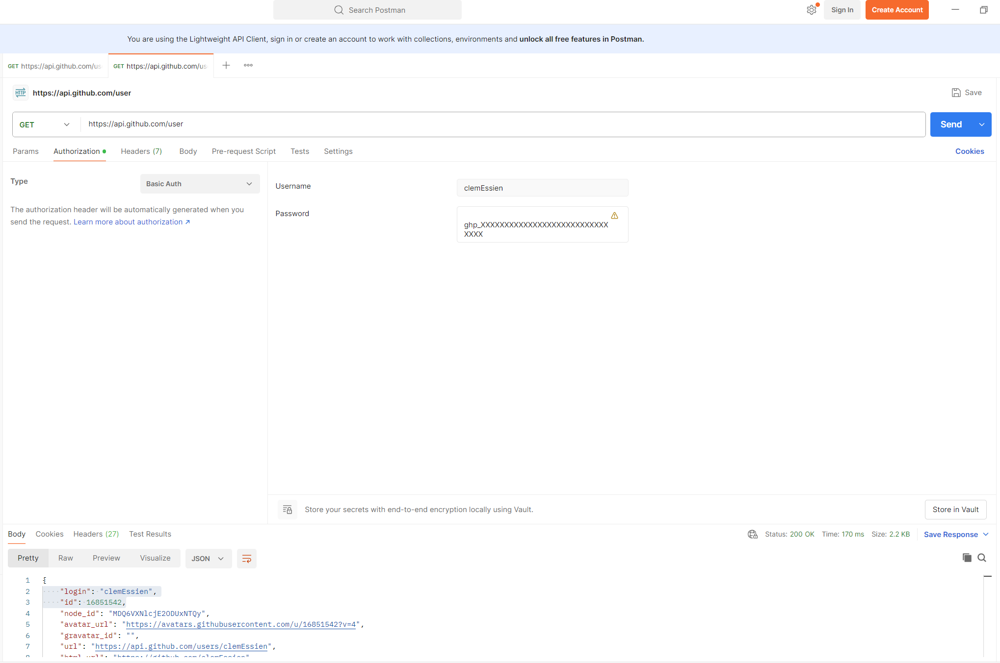 Search Postman
Sign In
Create Account
You are using the Lightweight API Client, sign in or create an account to work with collections, environments and unlock all free features in Postman.
GET https://api.github.com/us
GET https://api.github.com/us
HTTP https://api.github.com/user
Save
GET https://api.github.com/user
Send
Params Authorization Headers (7) Body Pre-request Script Tests Settings
Cookies
Type
Basic Auth
The authorization header will be automatically generated when you
send the request. Learn more about authorization ↗
Username
clemEssien
Password
ghp_XXXXXXXXXXXXXXXXXXXXXXXXXXX
XXXX
Store your secrets with end-to-end encryption locally using Vault.
Store in Vault
Body Cookies Headers (27) Test Results
Status: 200 OK Time: 170 ms Size: 2.2 KB
Save Response
Pretty Raw Preview Visualize JSON
1 {
2 "login": "clemEssien",
3 "id": 16851542,
4 "node_id": "MDQ6VXNlcjE2ODUxNTQy",
5 "avatar_url": "https://avatars.githubusercontent.com/u/16851542?v=4",
6 "gravatar_id": "",
7 "url": "https://api.github.com/users/clemEssien",
8 "html_url": "https://github.com/clemEssien"